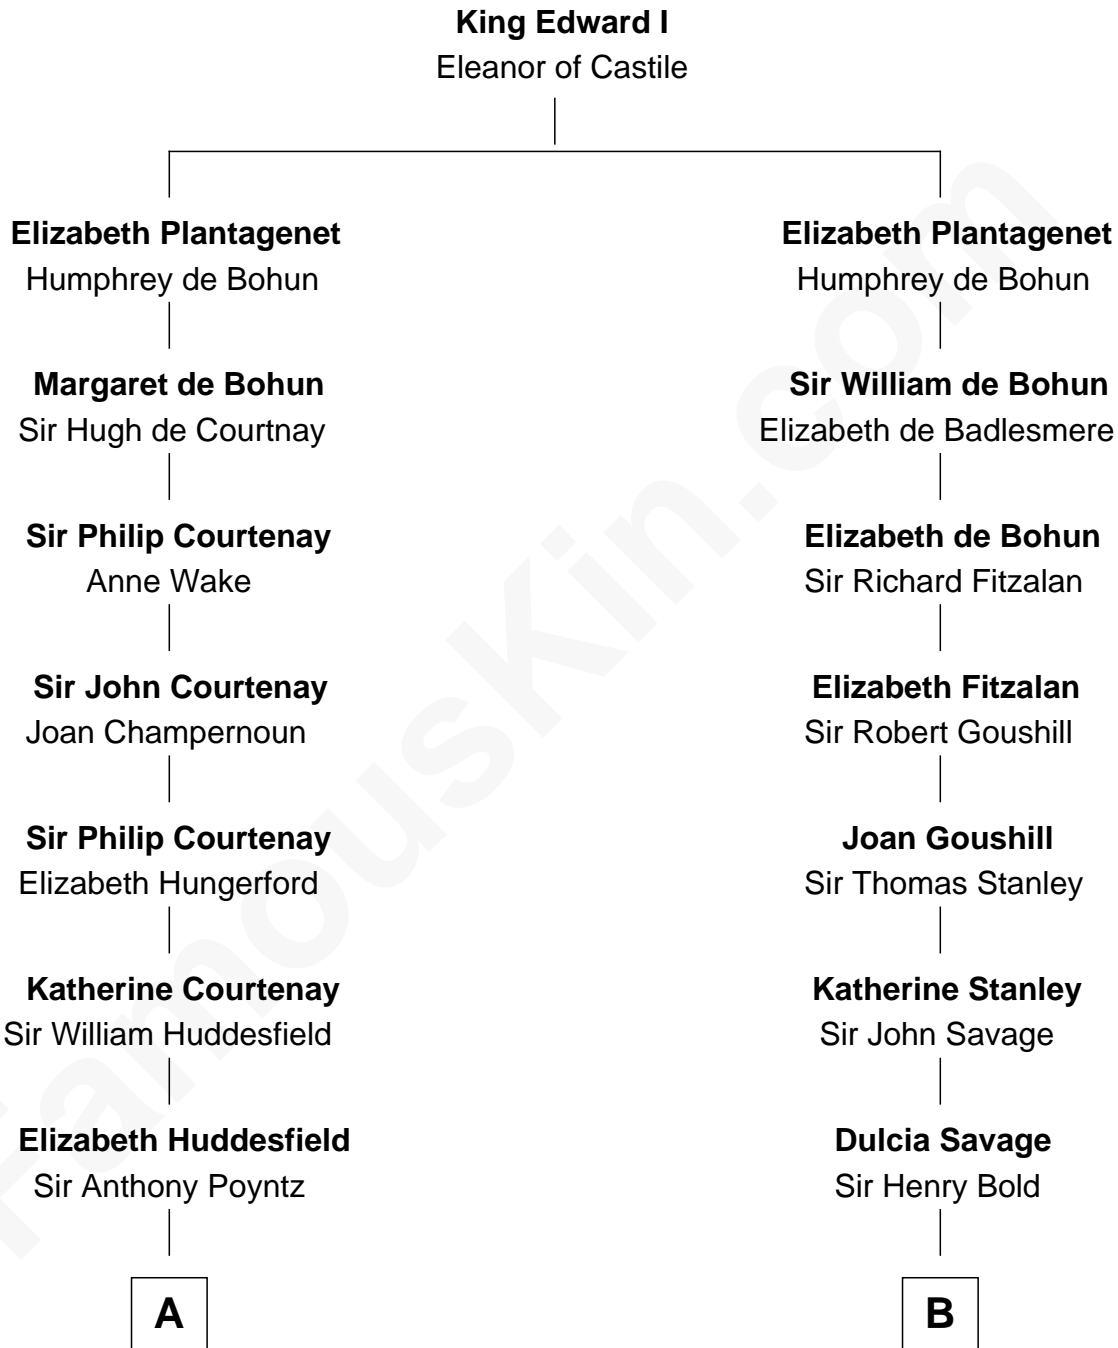 King Edward I
Eleanor of Castile
Elizabeth Plantagenet
Humphrey de Bohun
Margaret de Bohun
Sir Hugh de Courtnay
Sir Philip Courtenay
Anne Wake
Sir John Courtenay
Joan Champernoun
Sir Philip Courtenay
Elizabeth Hungerford
Katherine Courtenay
Sir William Huddesfield
Elizabeth Huddesfield
Sir Anthony Poyntz
A
Elizabeth Plantagenet
Humphrey de Bohun
Sir William de Bohun
Elizabeth de Badlesmere
Elizabeth de Bohun
Sir Richard Fitzalan
Elizabeth Fitzalan
Sir Robert Goushill
Joan Goushill
Sir Thomas Stanley
Katherine Stanley
Sir John Savage
Dulcia Savage
Sir Henry Bold
B
FamousKin.com